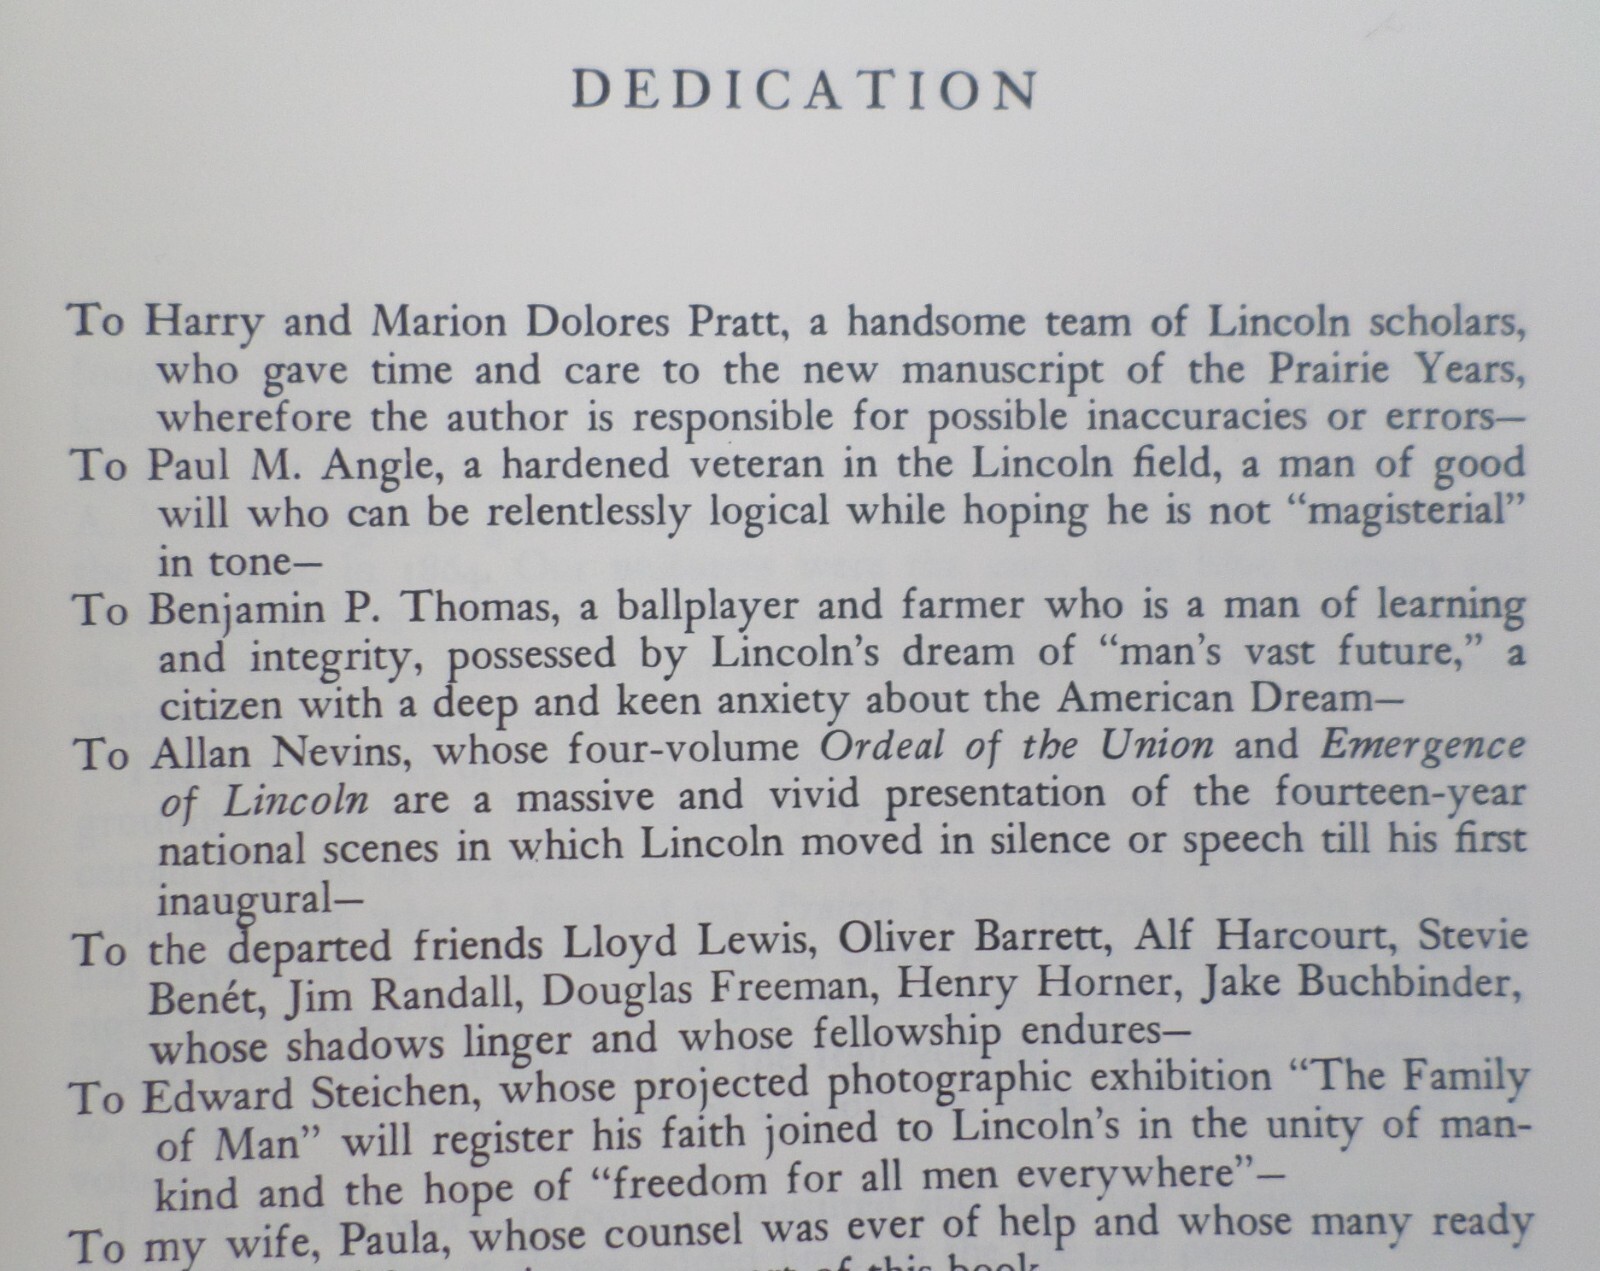 DEDICATION
To Harry and Marion Dolores Pratt, a handsome team of Lincoln scholars,
who gave time and care to the new manuscript of the Prairie Years,
wherefore the author is responsible for possible inaccuracies or errors—
To Paul M. Angle, a hardened veteran in the Lincoln field, a man of good
will who can be relentlessly logical while hoping he is not “magisterial”
in tone—
To Benjamin P. Thomas, a ballplayer and farmer who is a man of learning
and integrity, possessed by Lincoln’s dream of “man’s vast future,” a
citizen with a deep and keen anxiety about the American Dream—
To Allan Nevins, whose four-volume Ordeal of the Union and Emergence
of Lincoln are a massive and vivid presentation of the fourteen-year
national scenes in which Lincoln moved in silence or speech till his first
inaugural—
To the departed friends Lloyd Lewis, Oliver Barrett, Alf Harcourt, Stevie
Benét, Jim Randall, Douglas Freeman, Henry Horner, Jake Buchbinder,
whose shadows linger and whose fellowship endures—
To Edward Steichen, whose projected photographic exhibition “The Family
of Man” will register his faith joined to Lincoln’s in the unity of man-
kind and the hope of “freedom for all men everywhere”—
To my wife, Paula, whose counsel was ever of help and whose many ready
of this book